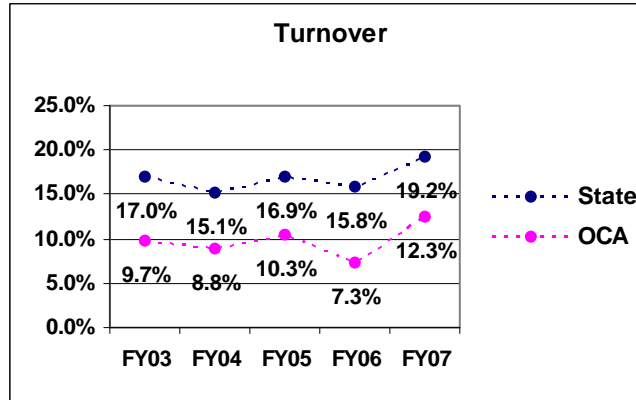 Turnover
25.0%
20.0%
15.0%
10.0%
5.0%
0.0%
17.0% 15.1% 16.9% 15.8% 19.2%
9.7% 8.8% 10.3% 7.3% 12.3%
FY03 FY04 FY05 FY06 FY07
State
OCA